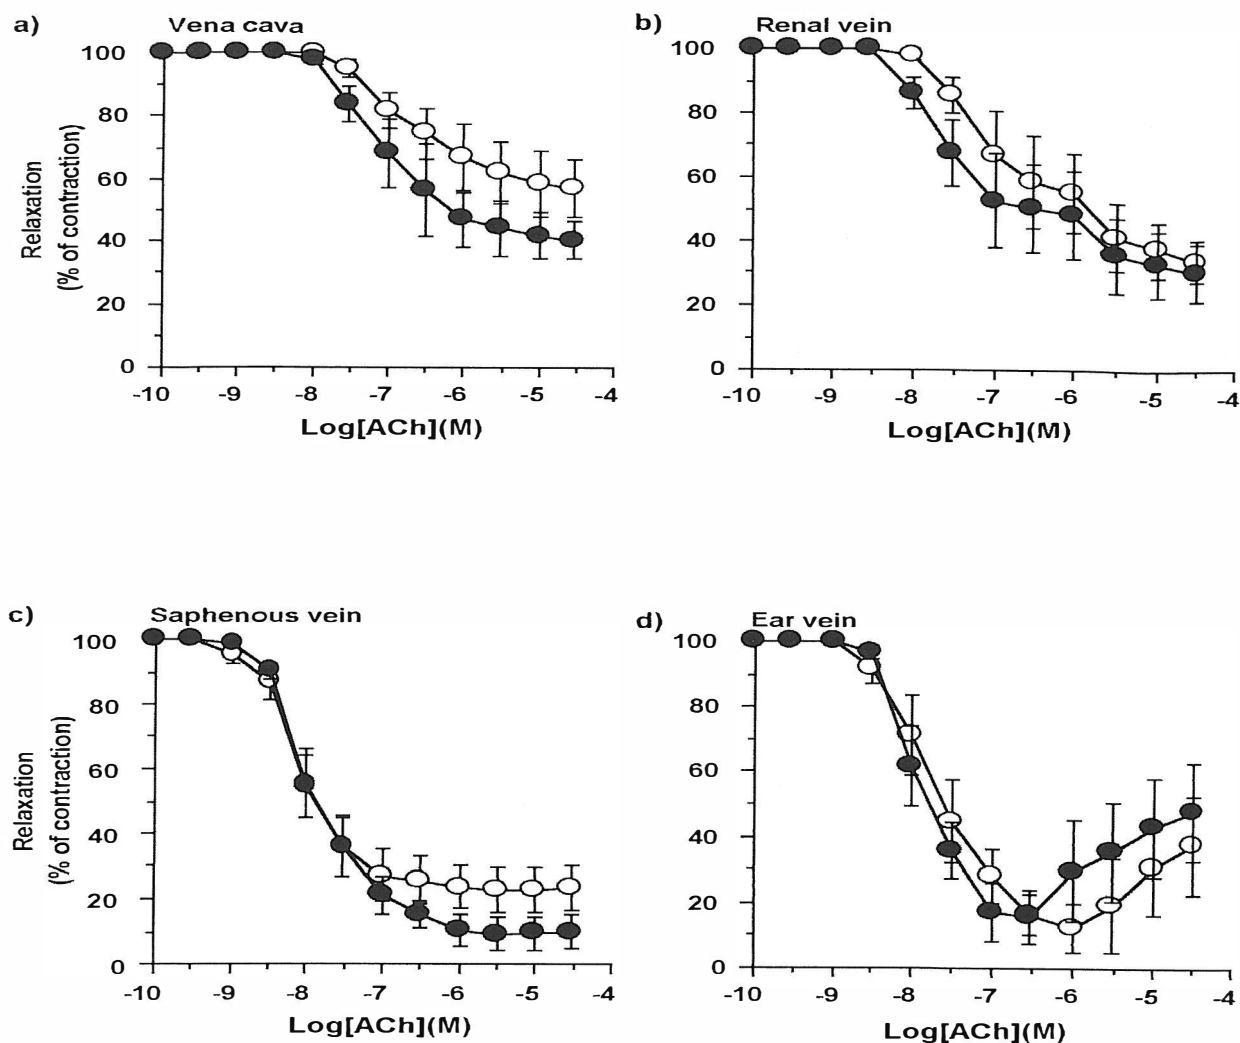 a)
Vena cava
100
80
60
40
20
0
Relaxation
(% of contraction)
-10 -9 -8 -7 -6 -5 -4
Log[ACh](M)
b)
Renal vein
100
80
60
40
20
0
-10 -9 -8 -7 -6 -5 -4
Log[ACh](M)
c)
Saphenous vein
100
80
60
40
20
0
Relaxation
(% of contraction)
-10 -9 -8 -7 -6 -5 -4
Log[ACh](M)
d)
Ear vein
100
80
60
40
20
0
-10 -9 -8 -7 -6 -5 -4
Log[ACh](M)